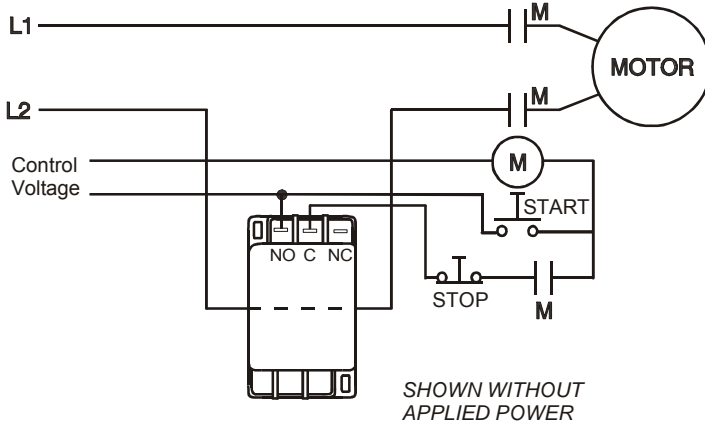 L1
M
MOTOR
M
L2
Control
Voltage
M
START
NO C NC
STOP
M
SHOWN WITHOUT
APPLIED POWER